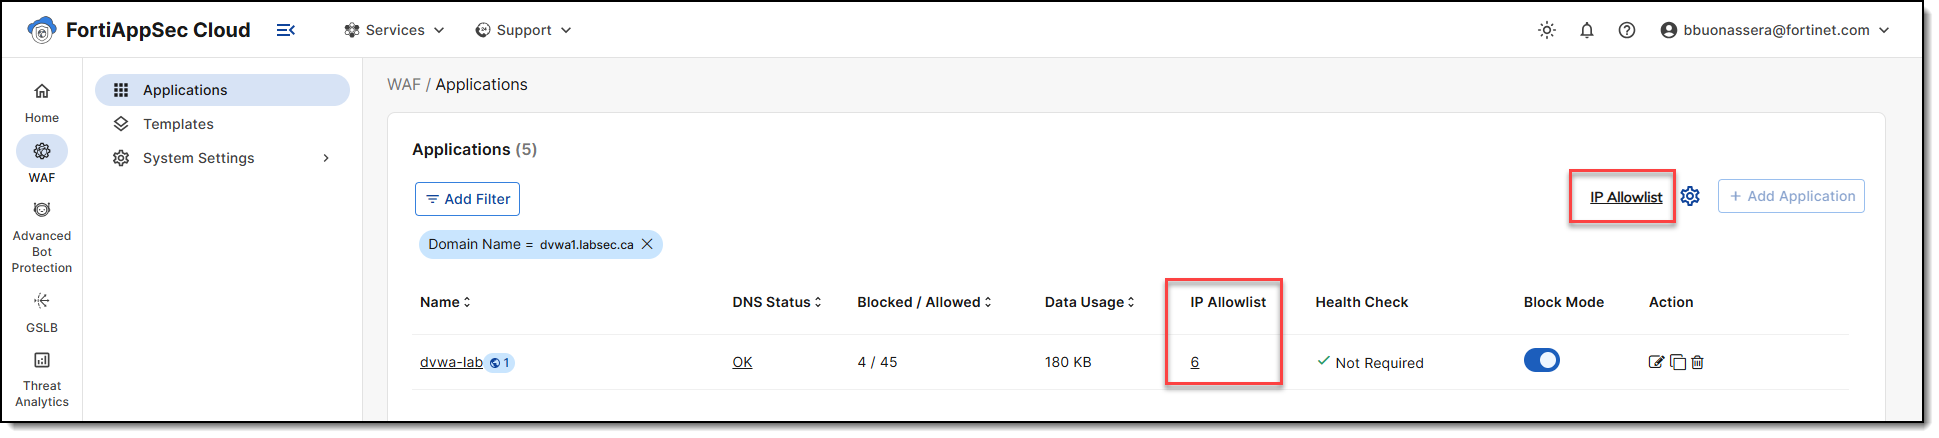 FortiAppSec Cloud
Services
Support
bbuonassera@fortinet.com
Home
WAF
Advanced
Bot
Protection
GSLB
Threat
Analytics
Applications
Templates
System Settings
WAF / Applications
Applications (5)
Add Filter
IP Allowlist
+ Add Application
Domain Name = dvwa1.labsec.ca
Name DNS Status Blocked / Allowed Data Usage IP Allowlist Health Check Block Mode Action
dvwa-lab 1 OK 4 / 45 180 KB 6 Not Required